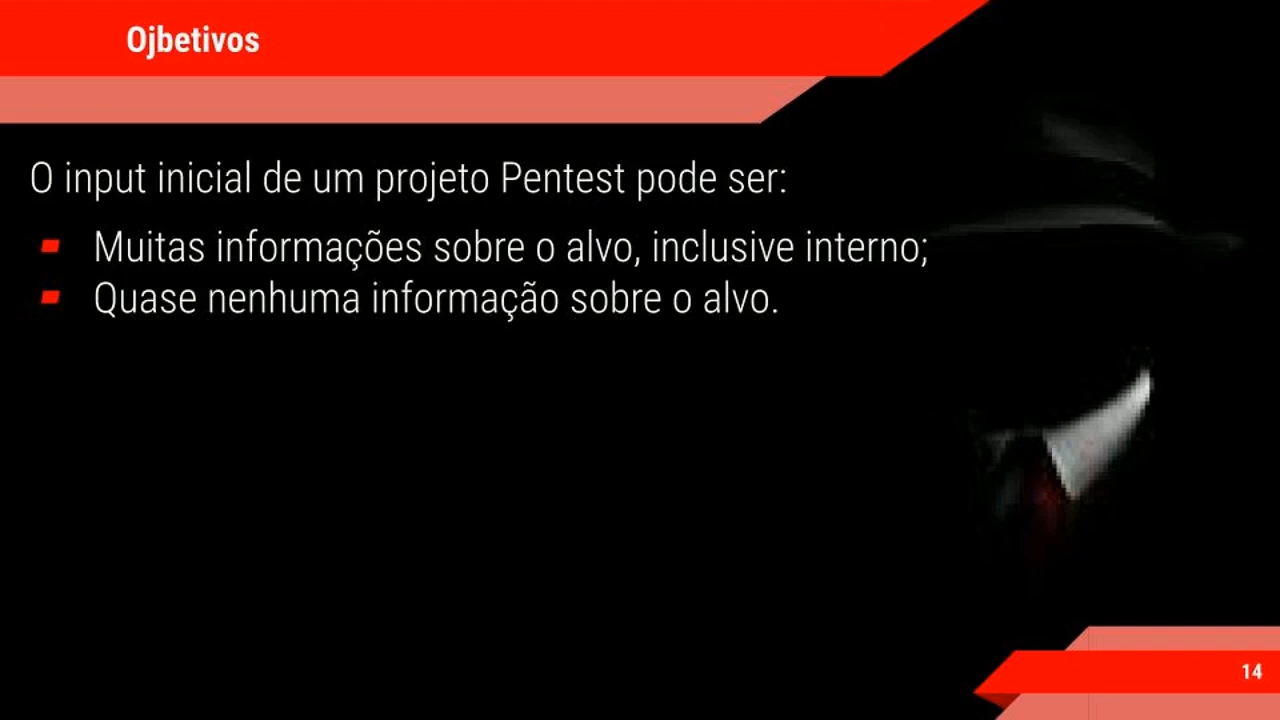 Ojbetivos
O input inicial de um projeto Pentest pode ser:
Muitas informações sobre o alvo, inclusive interno;
Quase nenhuma informação sobre o alvo.
14